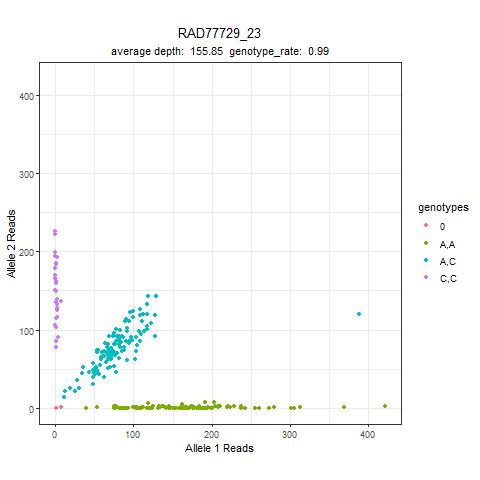 RAD77729_23
average depth: 155.85 genotype_rate: 0.99
400
300
200
100
0
Allele 2 Reads
0 100 200 300 400
Allele 1 Reads
genotypes
0
A,A
A,C
C,C